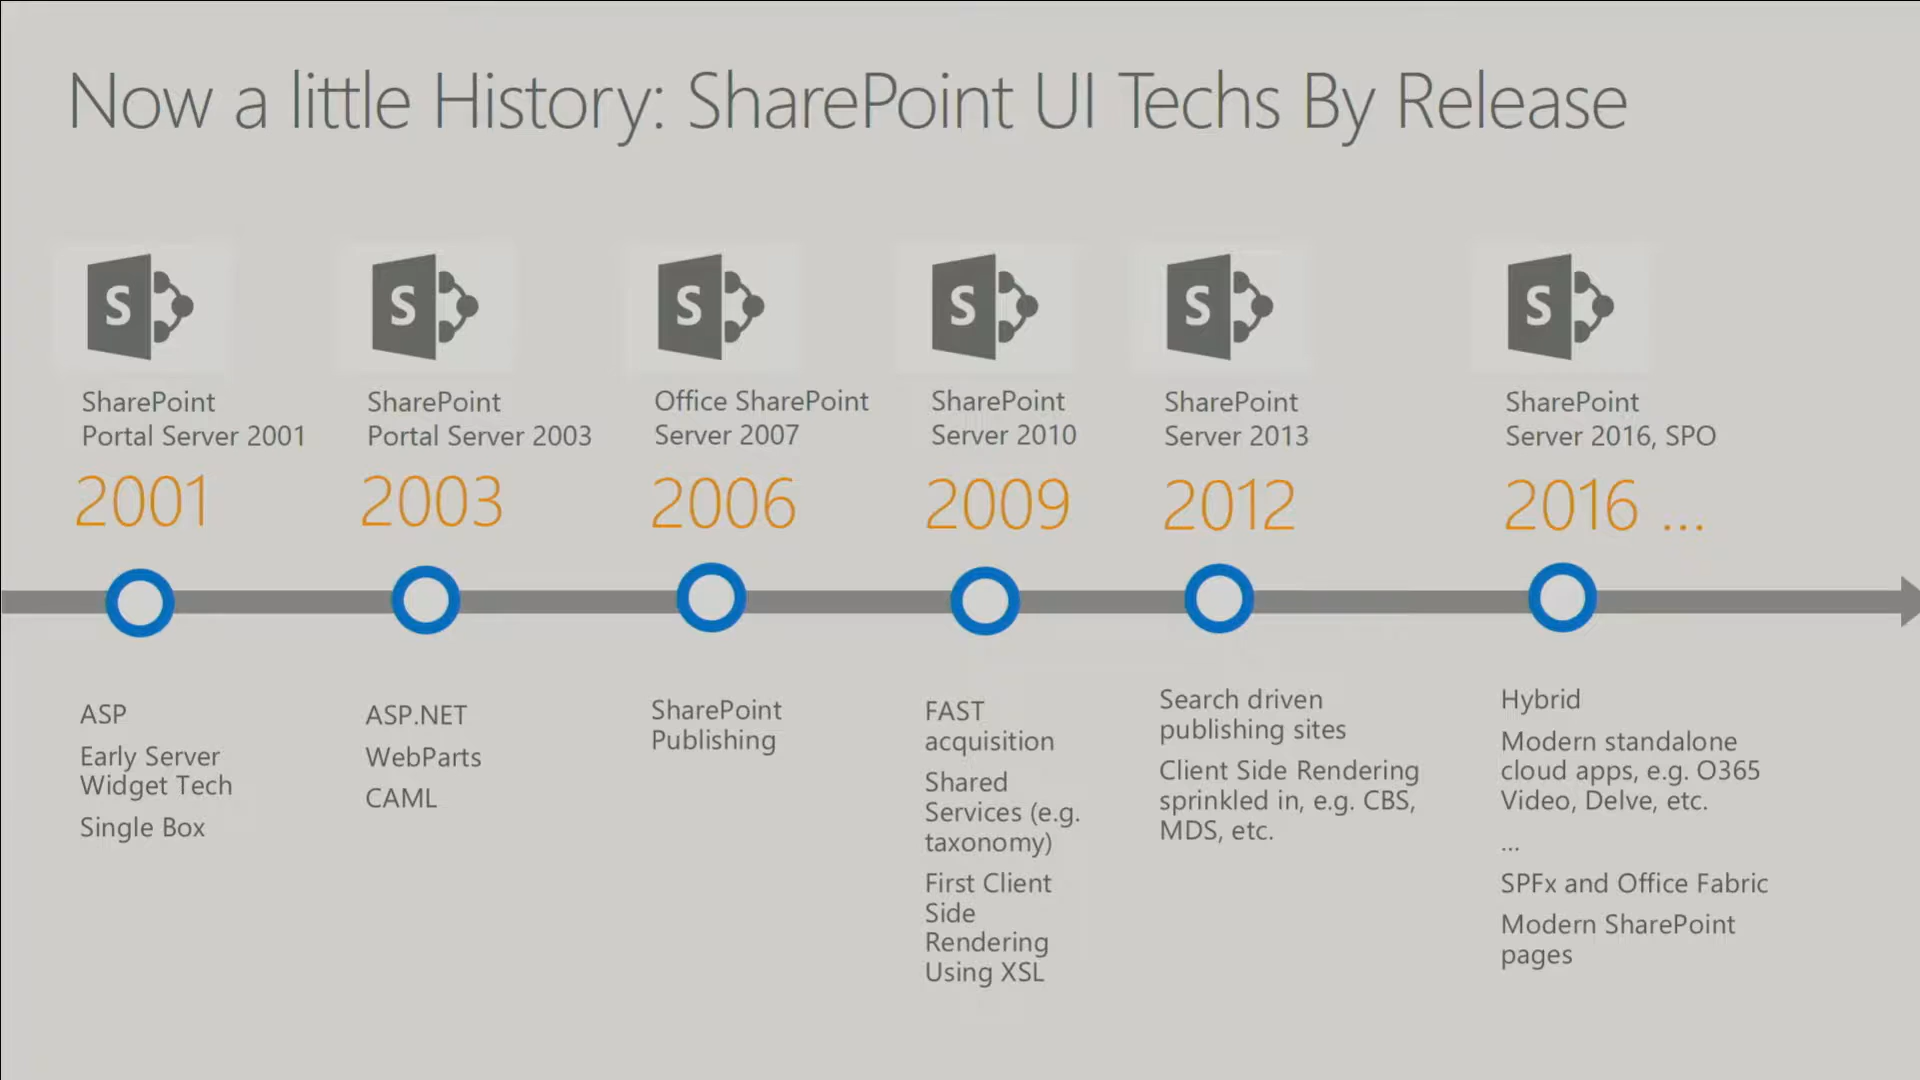 Now a little History: SharePoint UI Techs By Release
S
S
S
S
S
S
SharePoint
Portal Server 2001
2001
SharePoint
Portal Server 2003
2003
Office SharePoint
Server 2007
2006
SharePoint
Server 2010
2009
SharePoint
Server 2013
2012
SharePoint
Server 2016, SPO
2016 ...
ASP
Early Server
Widget Tech
Single Box
ASP.NET
WebParts
CAML
SharePoint
Publishing
FAST
acquisition
Shared
Services (e.g.
taxonomy)
First Client
Side
Rendering
Using XSL
Search driven
publishing sites
Client Side Rendering
sprinkled in, e.g. CBS,
MDS, etc.
Hybrid
Modern standalone
cloud apps, e.g. O365
Video, Delve, etc.
...
SPFx and Office Fabric
Modern SharePoint
pages